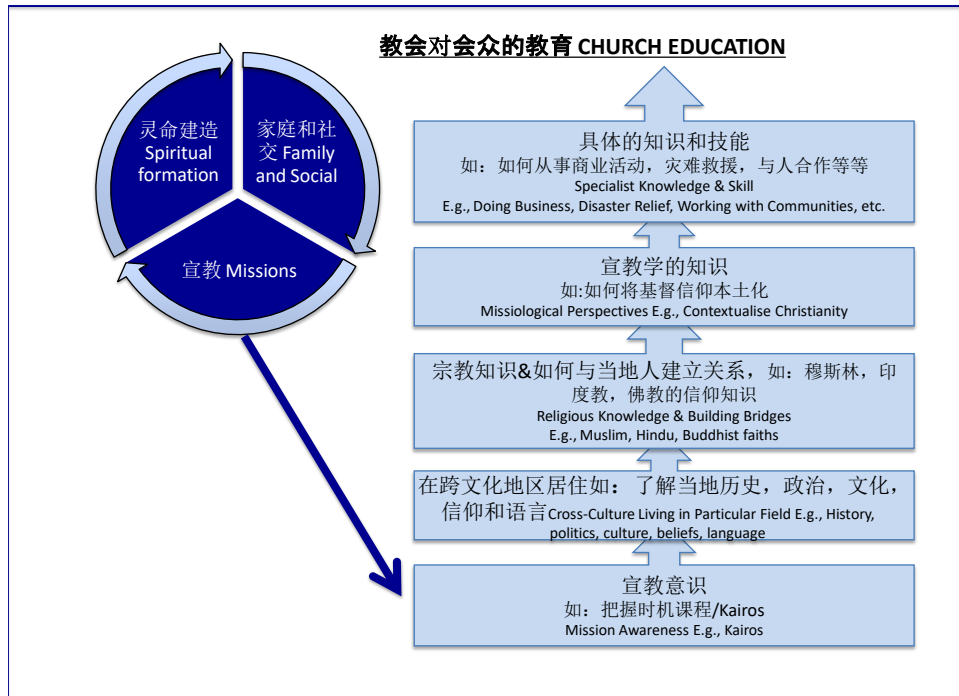 教会对会众的教育 CHURCH EDUCATION
灵命建造
Spiritual
formation
家庭和社
交 Family
and Social
宣教 Missions
具体的知识和技能
如：如何从事商业活动，灾难救援，与人合作等等
Specialist Knowledge & Skill
E.g., Doing Business, Disaster Relief, Working with Communities, etc.
宣教学的知识
如:如何将基督信仰本土化
Missiological Perspectives E.g., Contextualise Christianity
宗教知识&如何与当地人建立关系，如：穆斯林，印
度教，佛教的信仰知识
Religious Knowledge & Building Bridges
E.g., Muslim, Hindu, Buddhist faiths
在跨文化地区居住如：了解当地历史，政治，文化，
信仰和语言Cross-Culture Living in Particular Field E.g., History,
politics, culture, beliefs, language
宣教意识
如：把握时机课程/Kairos
Mission Awareness E.g., Kairos